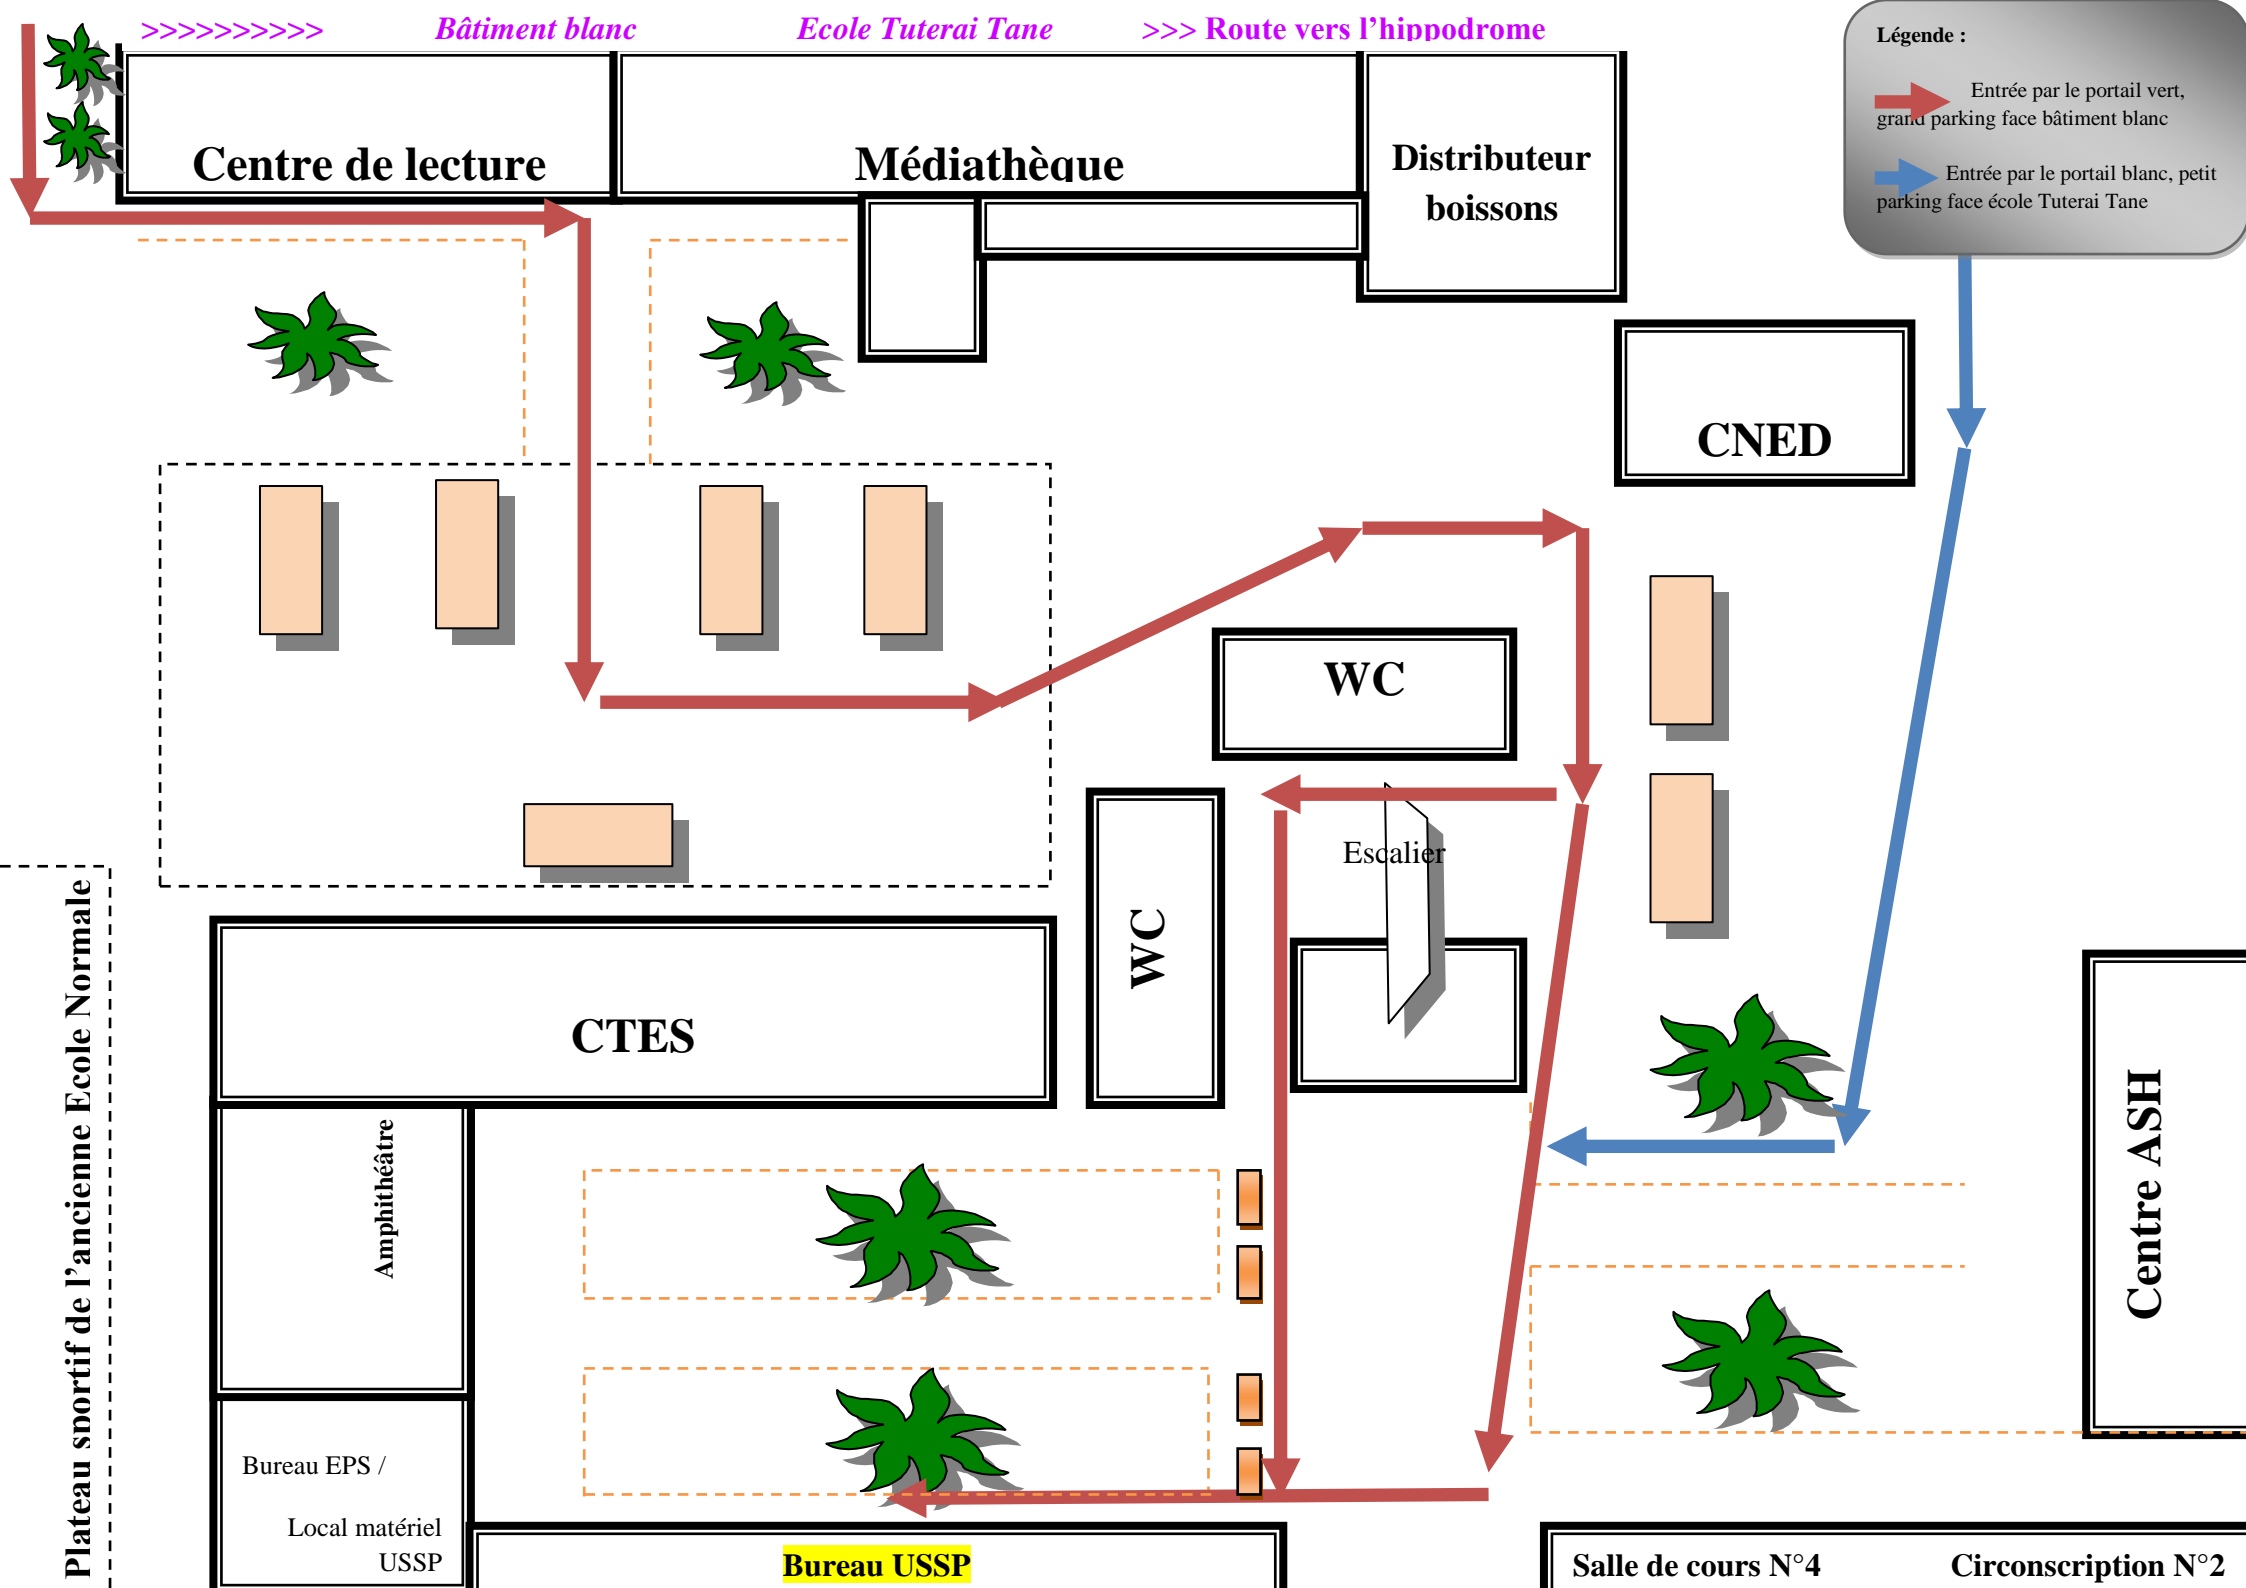 >>>>>>>>>> Bâtiment blanc Ecole Tuterai Tane >>> Route vers l'hippodrome
Légende :
Entrée par le portail vert,
grand parking face bâtiment blanc
Entrée par le portail blanc, petit
parking face école Tuterai Tane
Centre de lecture
Médiathèque
Distributeur
boissons
CNED
WC
Escalier
WC
CTES
Plateau sportif de l'ancienne Ecole Normale
Amphithéâtre
Centre ASH
Bureau EPS /
Local matériel
USSP
Bureau USSP
Salle de cours N°4 Circonscription N°2